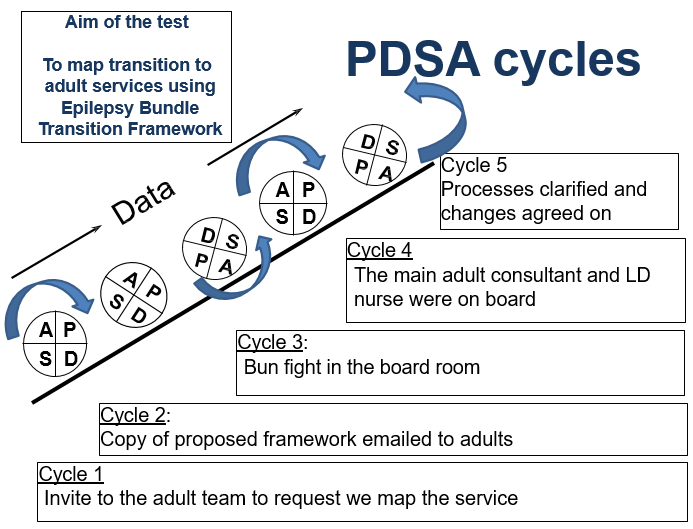 Aim of the test
To map transition to
adult services using
Epilepsy Bundle
Transition Framework
PDSA cycles
Data
A P
S D
A P
S D
D S
P A
A P
S D
D S
P A
Cycle 5
Processes clarified and
changes agreed on
Cycle 4
The main adult consultant and LD
nurse were on board
Cycle 3:
Bun fight in the board room
Cycle 2:
Copy of proposed framework emailed to adults
Cycle 1
Invite to the adult team to request we map the service